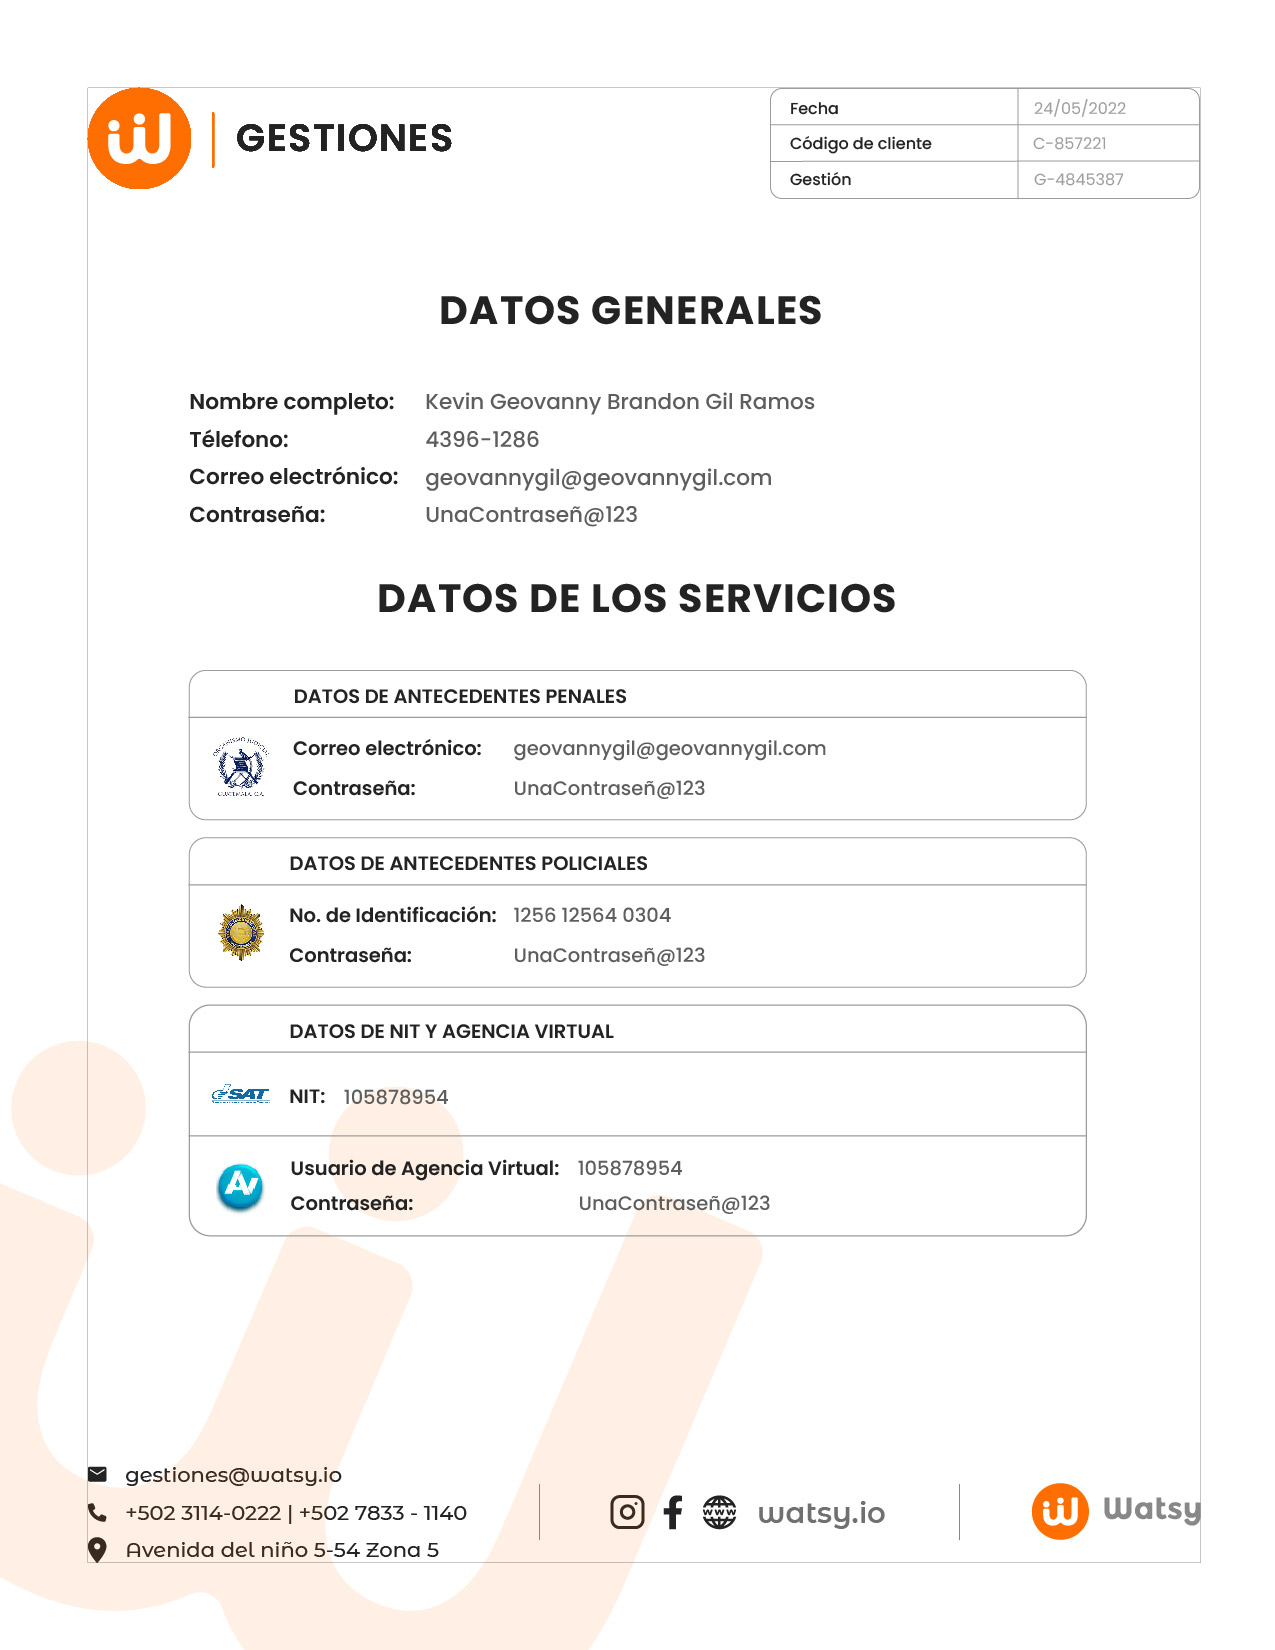 GESTIONES
Fecha 24/05/2022
Código de cliente C-857221
Gestión G-4845387
DATOS GENERALES
Nombre completo: Kevin Geovanny Brandon Gil Ramos
Télefono: 4396-1286
Correo electrónico: geovannygil@geovannygil.com
Contraseña: UnaContraseñ@123
DATOS DE LOS SERVICIOS
DATOS DE ANTECEDENTES PENALES
ORGANISMO JUDICIAL
GUATEMALA, C.A.
Correo electrónico: geovannygil@geovannygil.com
Contraseña: UnaContraseñ@123
DATOS DE ANTECEDENTES POLICIALES
No. de Identificación: 1256 12564 0304
Contraseña: UnaContraseñ@123
DATOS DE NIT Y AGENCIA VIRTUAL
SAT NIT: 105878954
AV
Usuario de Agencia Virtual: 105878954
Contraseña: UnaContraseñ@123
gestiones@watsy.io
+502 3114-0222 | +502 7833 - 1140
Avenida del niño 5-54 Zona 5
www watsy.io
Watsy